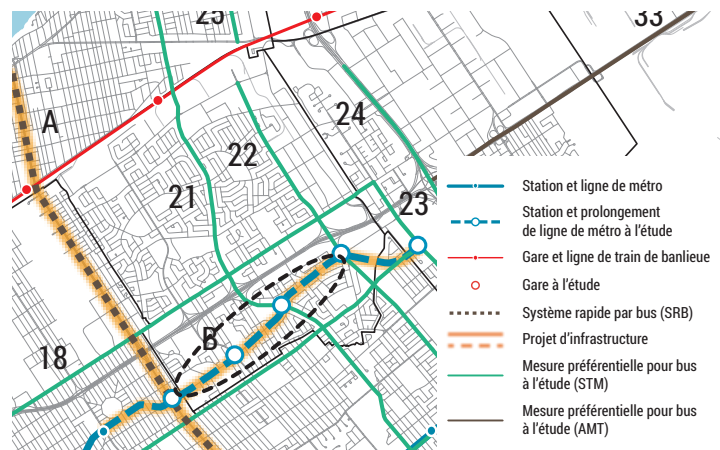 25
33
A
24
22
21
23
B
18
Station et ligne de métro
Station et prolongement
de ligne de métro à l'étude
Gare et ligne de train de banlieue
Gare à l'étude
Système rapide par bus (SRB)
Projet d'infrastructure
Mesure préférentielle pour bus
à l'étude (STM)
Mesure préférentielle pour bus
à l'étude (AMT)